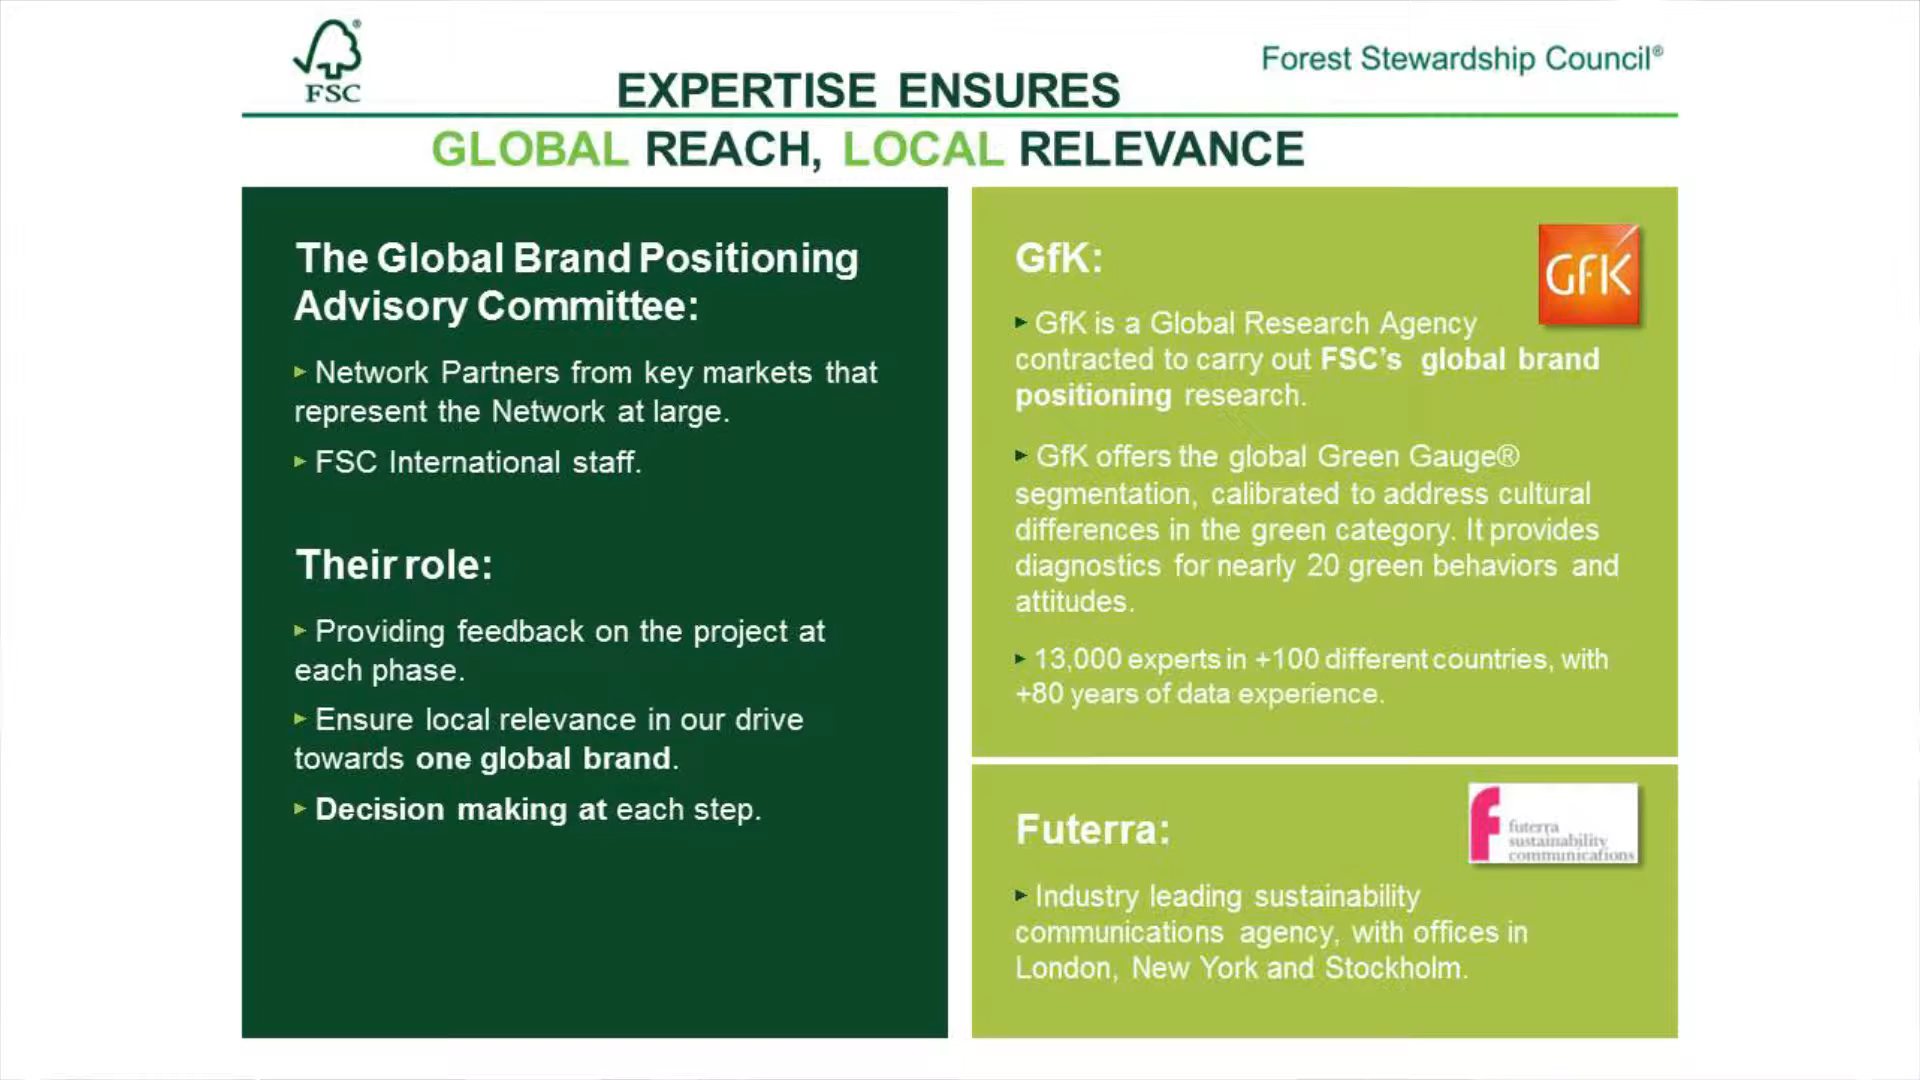 FSC
Forest Stewardship Council®
EXPERTISE ENSURES
GLOBAL REACH, LOCAL RELEVANCE
The Global Brand Positioning
Advisory Committee:
▸ Network Partners from key markets that
represent the Network at large.
▸ FSC International staff.
Their role:
▸ Providing feedback on the project at
each phase.
▸ Ensure local relevance in our drive
towards one global brand.
▸ Decision making at each step.
GfK:
GfK
▸ GfK is a Global Research Agency
contracted to carry out FSC's global brand
positioning research.
▸ GfK offers the global Green Gauge®
segmentation, calibrated to address cultural
differences in the green category. It provides
diagnostics for nearly 20 green behaviors and
attitudes.
▸ 13,000 experts in +100 different countries, with
+80 years of data experience.
Futerra:
f
futerra
sustainability
communications
▸ Industry leading sustainability
communications agency, with offices in
London, New York and Stockholm.